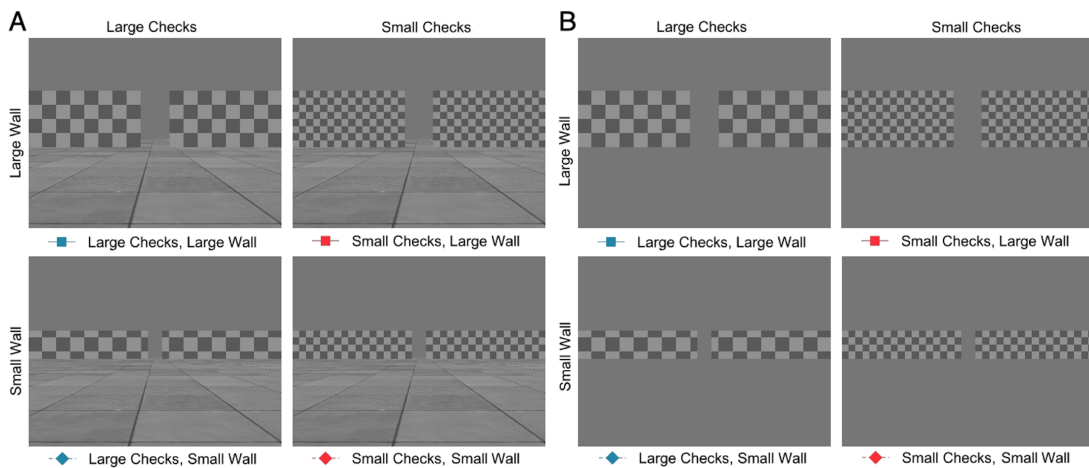 A
Large Checks
Small Checks
Large Wall
Large Checks, Large Wall
Small Checks, Large Wall
Small Wall
Large Checks, Small Wall
Small Checks, Small Wall
B
Large Checks
Small Checks
Large Wall
Large Checks, Large Wall
Small Checks, Large Wall
Small Wall
Large Checks, Small Wall
Small Checks, Small Wall